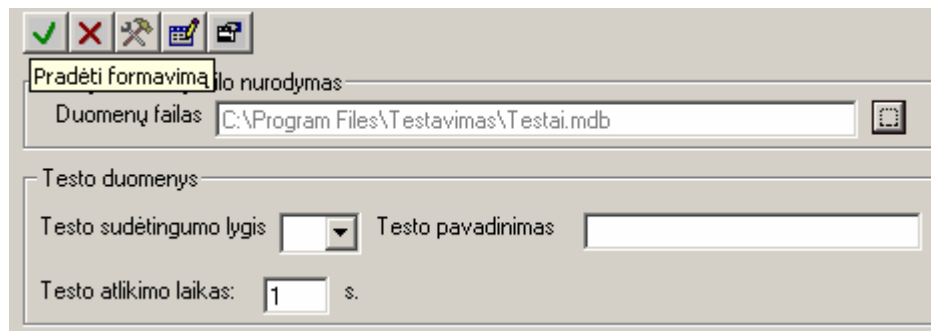 Pradėti formavimą
ilo nurodymas
Duomenų failas C:\Program Files\Testavimas\Testai.mdb
Testo duomenys
Testo sudėtingumo lygis Testo pavadinimas
Testo atlikimo laikas: 1 s.